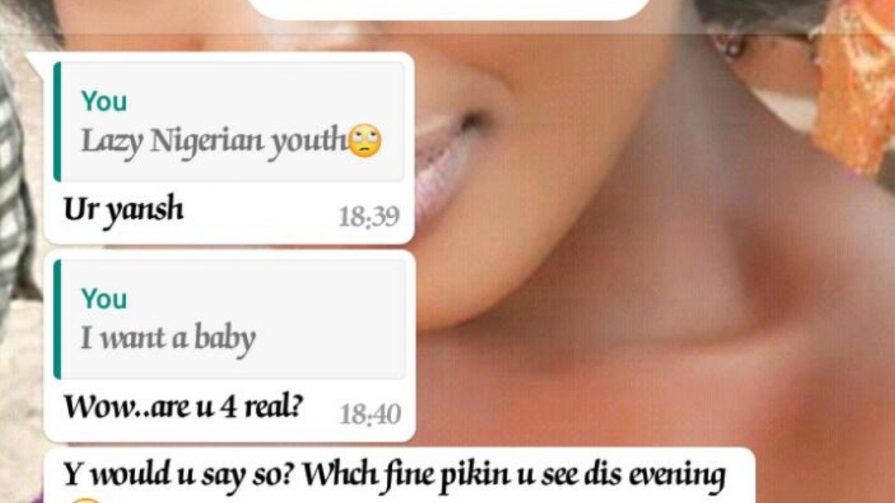 You
Lazy Nigerian youth🙄
Ur yansh
18:39
You
I want a baby
Wow..are u 4 real?
18:40
Y would u say so? Whch fine pikin u see dis evening